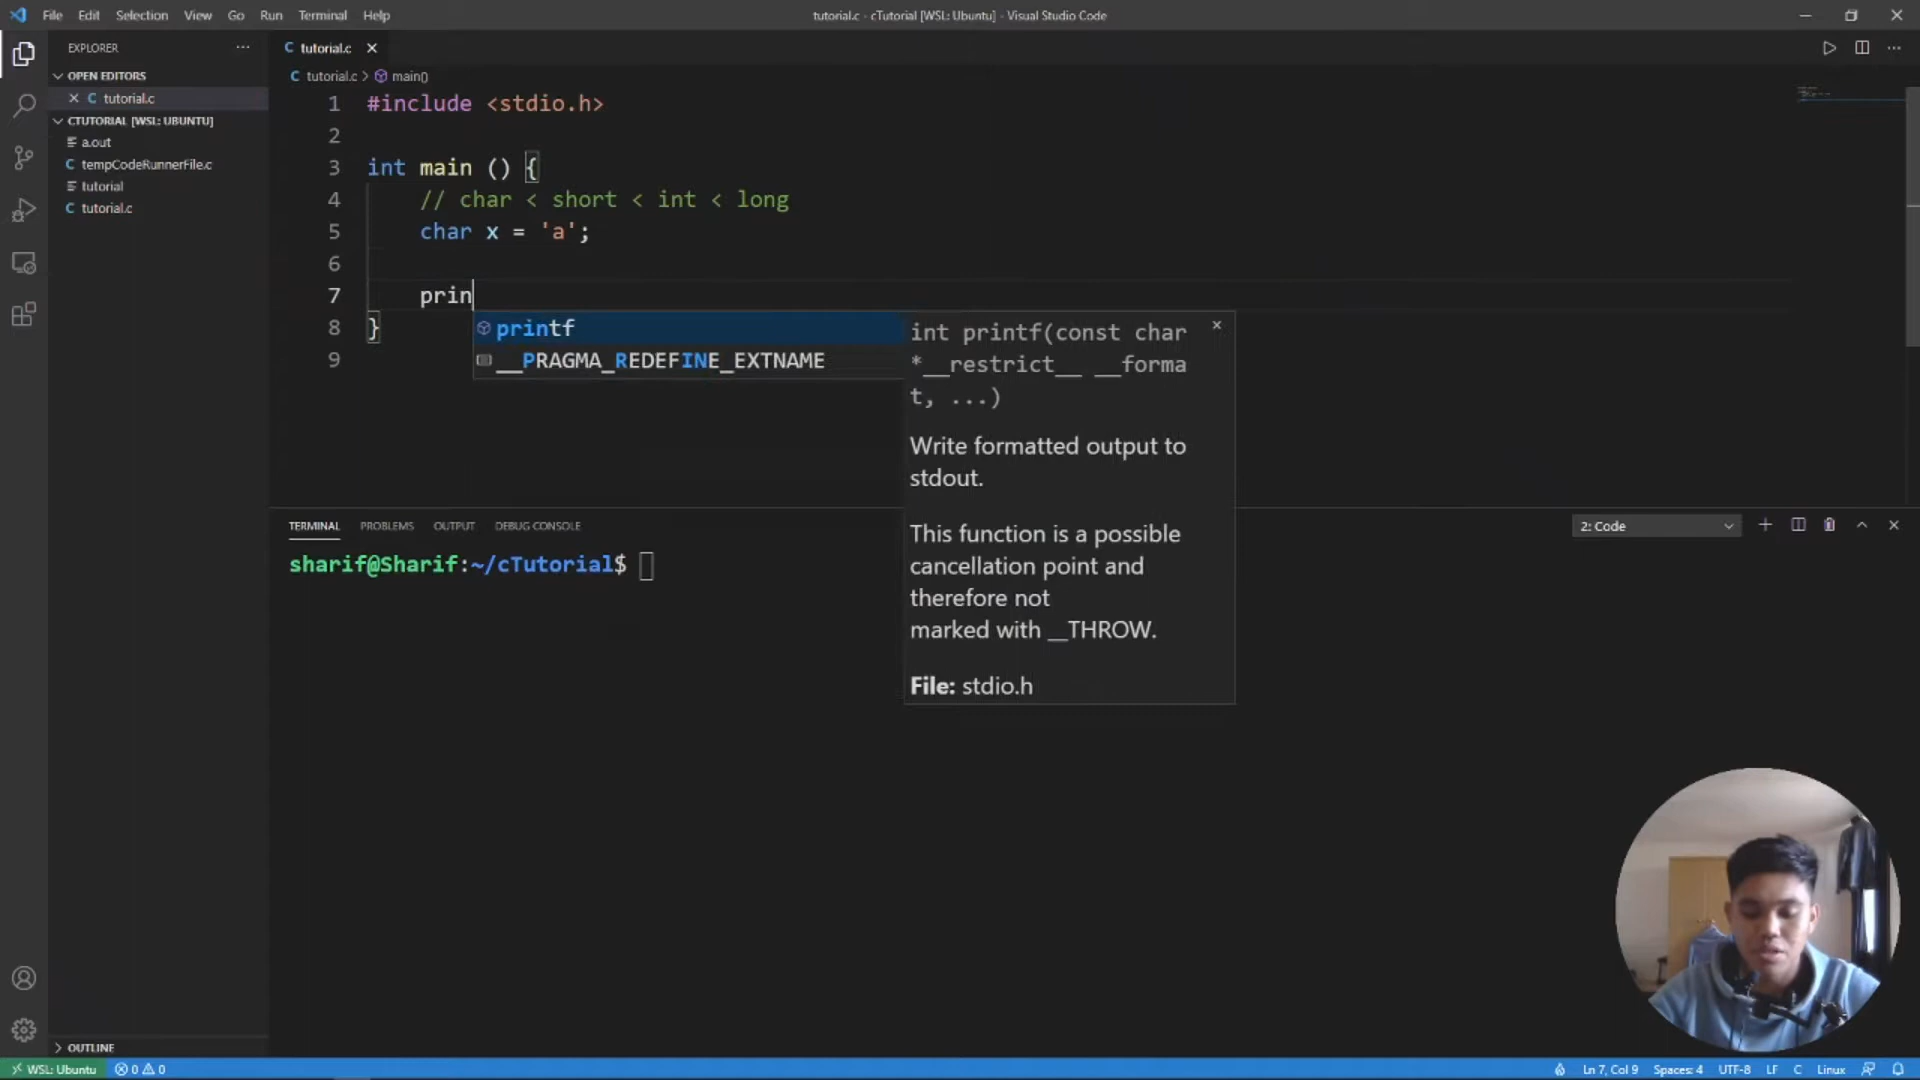 File Edit Selection View Go Run Terminal Help
tutorial.c - cTutorial [WSL: Ubuntu] - Visual Studio Code
EXPLORER
OPEN EDITORS
tutorial.c
CTUTORIAL [WSL: UBUNTU]
a.out
tempCodeRunnerFile.c
tutorial
tutorial.c
OUTLINE
tutorial.c
tutorial.c > main()
1 #include <stdio.h>
2
3 int main () {
4 // char < short < int < long
5 char x = 'a';
6
7 prin
8 }
9
printf
__PRAGMA_REDEFINE_EXTNAME
int printf(const char
*__restrict__ __forma
t, ...)
Write formatted output to
stdout.
This function is a possible
cancellation point and
therefore not
marked with __THROW.
File: stdio.h
TERMINAL PROBLEMS OUTPUT DEBUG CONSOLE
2: Code
sharif@Sharif:~/cTutorial$
WSL: Ubuntu 0 0
Ln 7, Col 9 Spaces: 4 UTF-8 LF C Linux